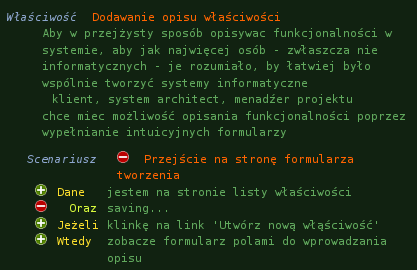 Właściwość Dodawanie opisu właściwości
Aby w przejżysty sposób opisywac funkcjonalności w
systemie, aby jak najwięcej osób - zwłaszcza nie
informatycznych - je rozumiało, by łatwiej było
wspólnie tworzyć systemy informatyczne
klient, system architect, menadżer projektu
chce miec możliwość opisania funkcjonalności poprzez
wypełnianie intuicyjnych formularzy
Scenariusz Przejście na stronę formularza
tworzenia
Dane jestem na stronie listy właściwości
Oraz saving...
Jeżeli klinkę na link 'Utwórz nową włąściwość'
Wtedy zobacze formularz polami do wprowadzania
opisu